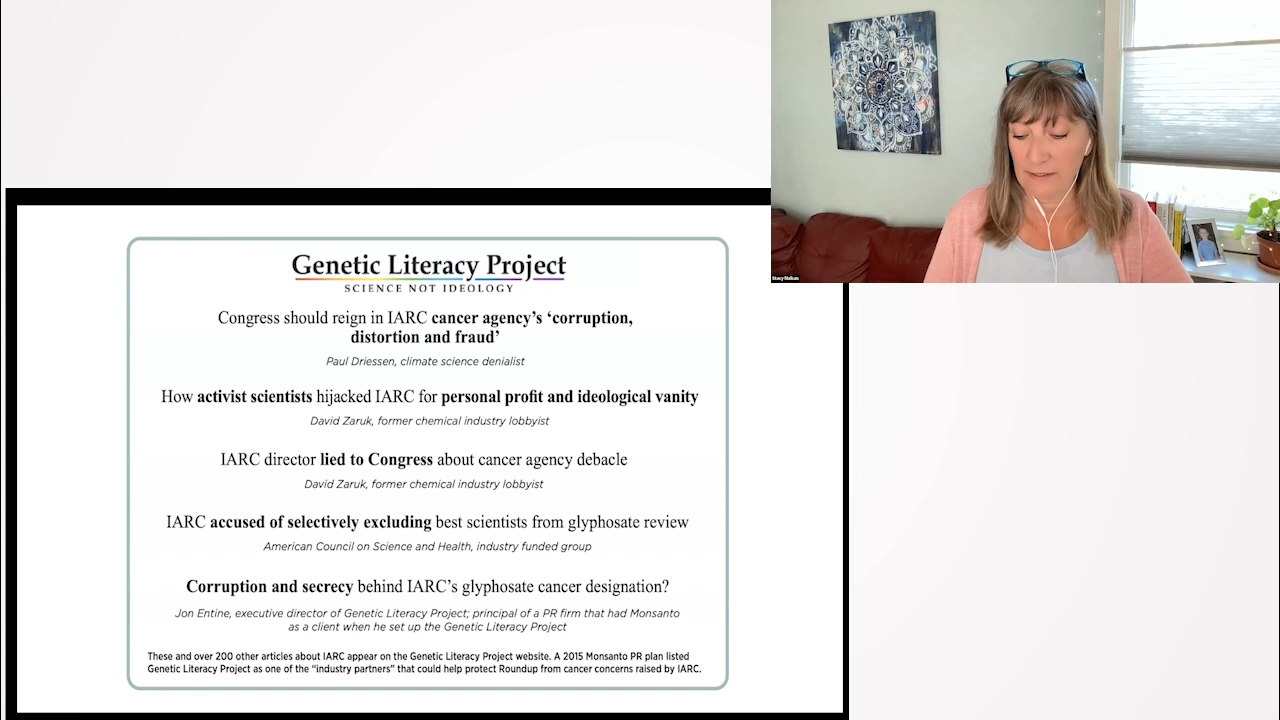 Genetic Literacy Project
SCIENCE NOT IDEOLOGY
Congress should reign in IARC cancer agency's ‘corruption,
distortion and fraud’
Paul Driessen, climate science denialist
How activist scientists hijacked IARC for personal profit and ideological vanity
David Zaruk, former chemical industry lobbyist
IARC director lied to Congress about cancer agency debacle
David Zaruk, former chemical industry lobbyist
IARC accused of selectively excluding best scientists from glyphosate review
American Council on Science and Health, industry funded group
Corruption and secrecy behind IARC’s glyphosate cancer designation?
Jon Entine, executive director of Genetic Literacy Project; principal of a PR firm that had Monsanto
as a client when he set up the Genetic Literacy Project
These and over 200 other articles about IARC appear on the Genetic Literacy Project website. A 2015 Monsanto PR plan listed
Genetic Literacy Project as one of the “industry partners” that could help protect Roundup from cancer concerns raised by IARC.
Stacy Malkan